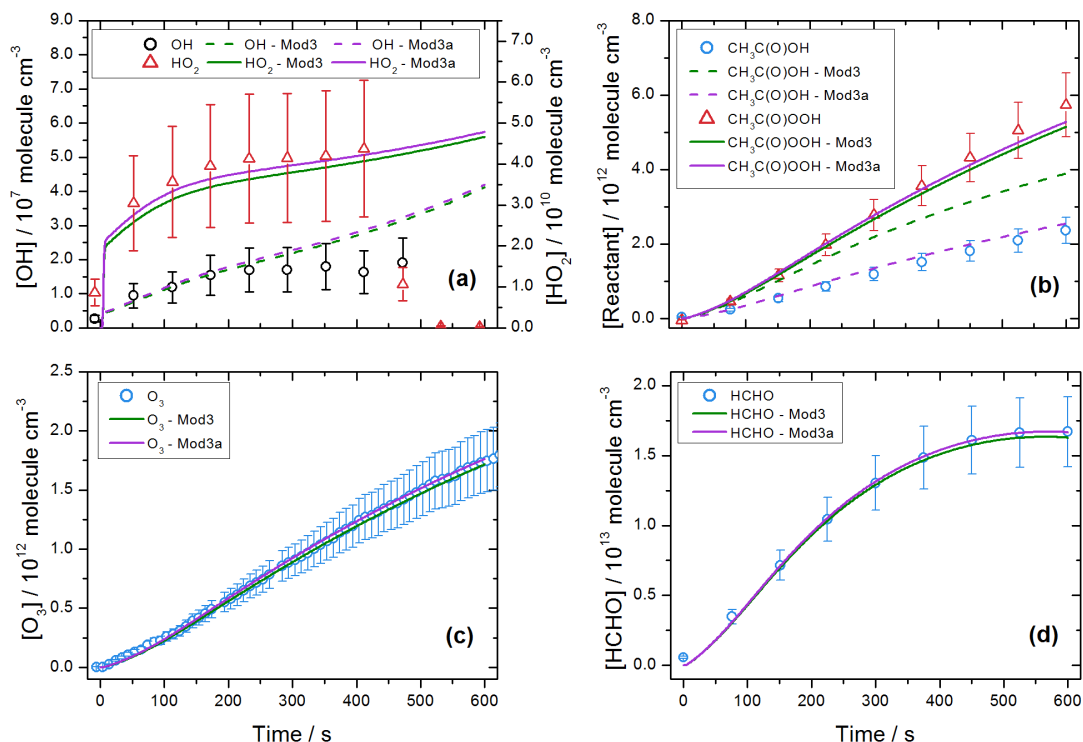 OH OH - Mod3 OH - Mod3a
HO2 HO2 - Mod3 HO2 - Mod3a
[OH] / 10^7 molecule cm^-3
9.0
8.0
7.0
6.0
5.0
4.0
3.0
2.0
1.0
0.0
[HO2] / 10^10 molecule cm^-3
7.0
6.0
5.0
4.0
3.0
2.0
1.0
0.0
(a)
CH3C(O)OH
CH3C(O)OH - Mod3
CH3C(O)OH - Mod3a
CH3C(O)OOH
CH3C(O)OOH - Mod3
CH3C(O)OOH - Mod3a
[Reactant] / 10^12 molecule cm^-3
8.0
6.0
4.0
2.0
0.0
(b)
O3
O3 - Mod3
O3 - Mod3a
[O3] / 10^12 molecule cm^-3
2.5
2.0
1.5
1.0
0.5
0.0
(c)
0 100 200 300 400 500 600
Time / s
HCHO
HCHO - Mod3
HCHO - Mod3a
[HCHO] / 10^13 molecule cm^-3
2.0
1.5
1.0
0.5
0.0
(d)
0 100 200 300 400 500 600
Time / s